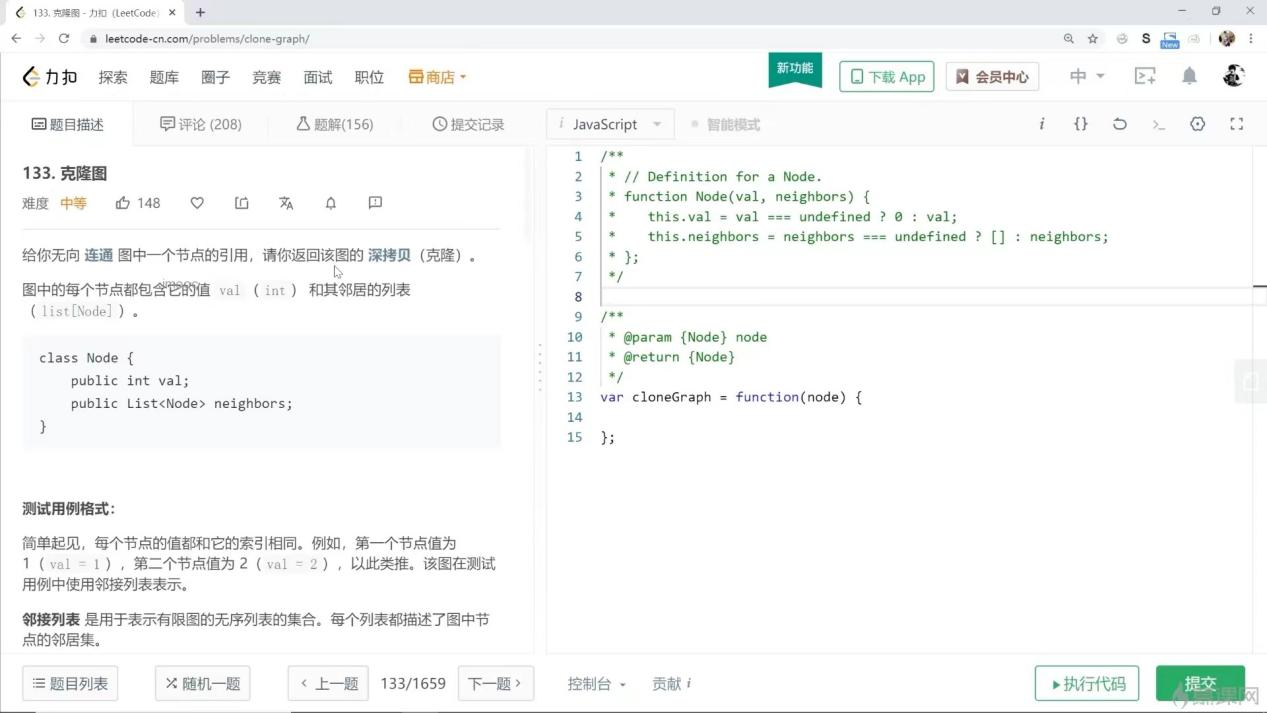 133. 克隆图 - 力扣 (LeetCode)
leetcode-cn.com/problems/clone-graph/
S
New
力扣 探索 题库 圈子 竞赛 面试 职位 商店
新功能
下载 App
会员中心
中
题目描述 评论 (208) 题解(156) 提交记录
i JavaScript 智能模式
133. 克隆图
难度 中等 148
给你无向 连通 图中一个节点的引用，请你返回该图的 深拷贝（克隆）。
图中的每个节点都包含它的值 val （ int ） 和其邻居的列表
（ list[Node] ）。
class Node {
public int val;
public List<Node> neighbors;
}
测试用例格式：
简单起见，每个节点的值都和它的索引相同。例如，第一个节点值为
1（ val = 1 ），第二个节点值为 2（ val = 2 ），以此类推。该图在测试
用例中使用邻接列表表示。
邻接列表 是用于表示有限图的无序列表的集合。每个列表都描述了图中节
点的邻居集。
1 /**
2 * // Definition for a Node.
3 * function Node(val, neighbors) {
4 *    this.val = val === undefined ? 0 : val;
5 *    this.neighbors = neighbors === undefined ? [] : neighbors;
6 * };
7 */
8
9 /**
10 * @param {Node} node
11 * @return {Node}
12 */
13 var cloneGraph = function(node) {
14
15 };
题目列表 随机一题 上一题 133/1659 下一题 控制台 贡献 i
执行代码 提交
慕课网